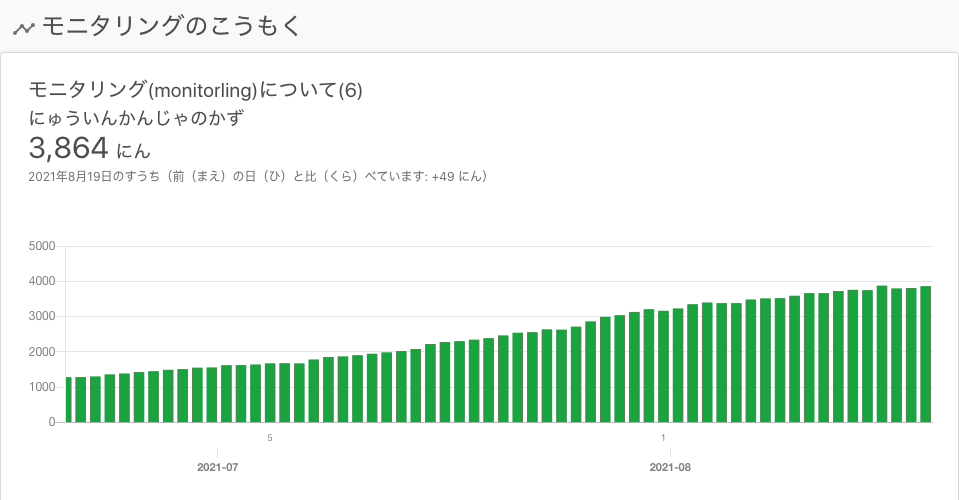 モニタリングのこうもく
モニタリング(monitorling)について(6)
にゅういんかんじゃのかず
3,864 にん
2021年8月19日のすうち（前（まえ）の日（ひ）と比（くら）べています: +49 にん）
5000
4000
3000
2000
1000
0
5 1
2021-07 2021-08